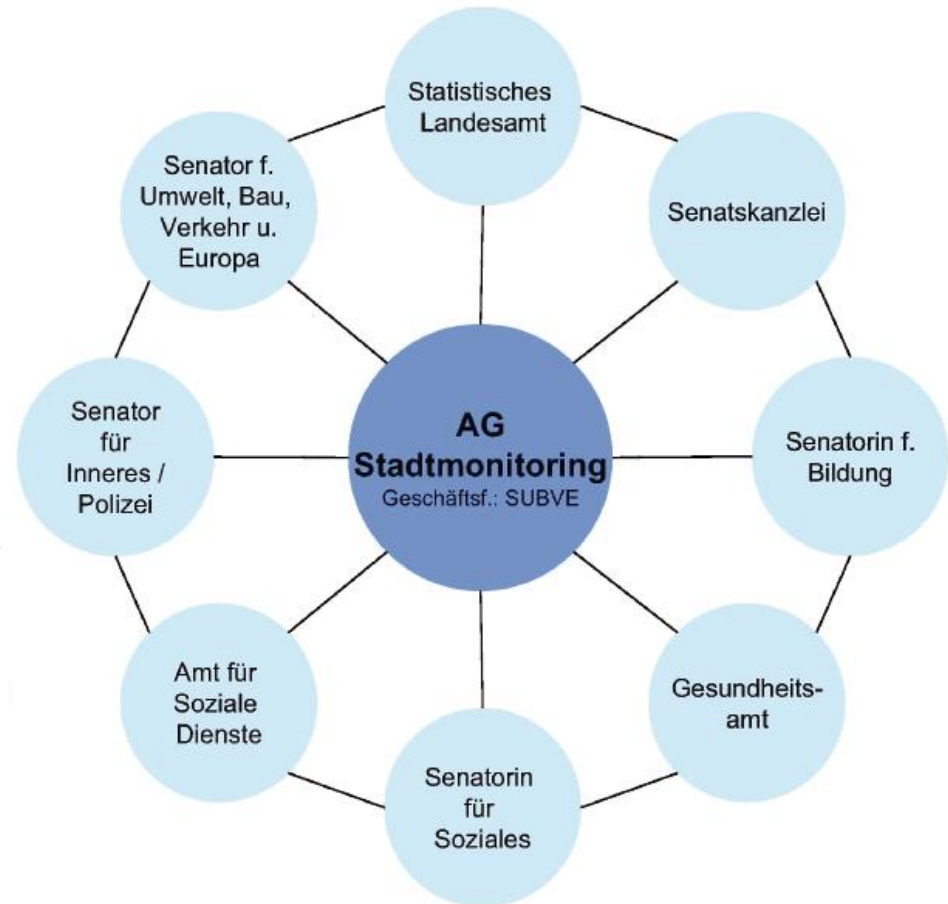 Statistisches
Landesamt
Senatskanzlei
Senatorin f.
Bildung
Gesundheits-
amt
Senatorin
für
Soziales
Amt für
Soziale
Dienste
Senator
für
Inneres /
Polizei
Senator f.
Umwelt, Bau,
Verkehr u.
Europa
AG
Stadtmonitoring
Geschäftsf.: SUBVE